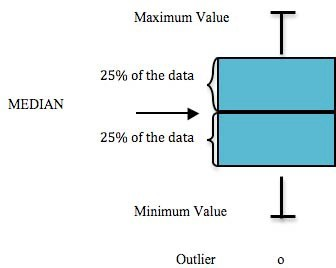 Maximum Value
25% of the data
MEDIAN
25% of the data
Minimum Value
Outlier o